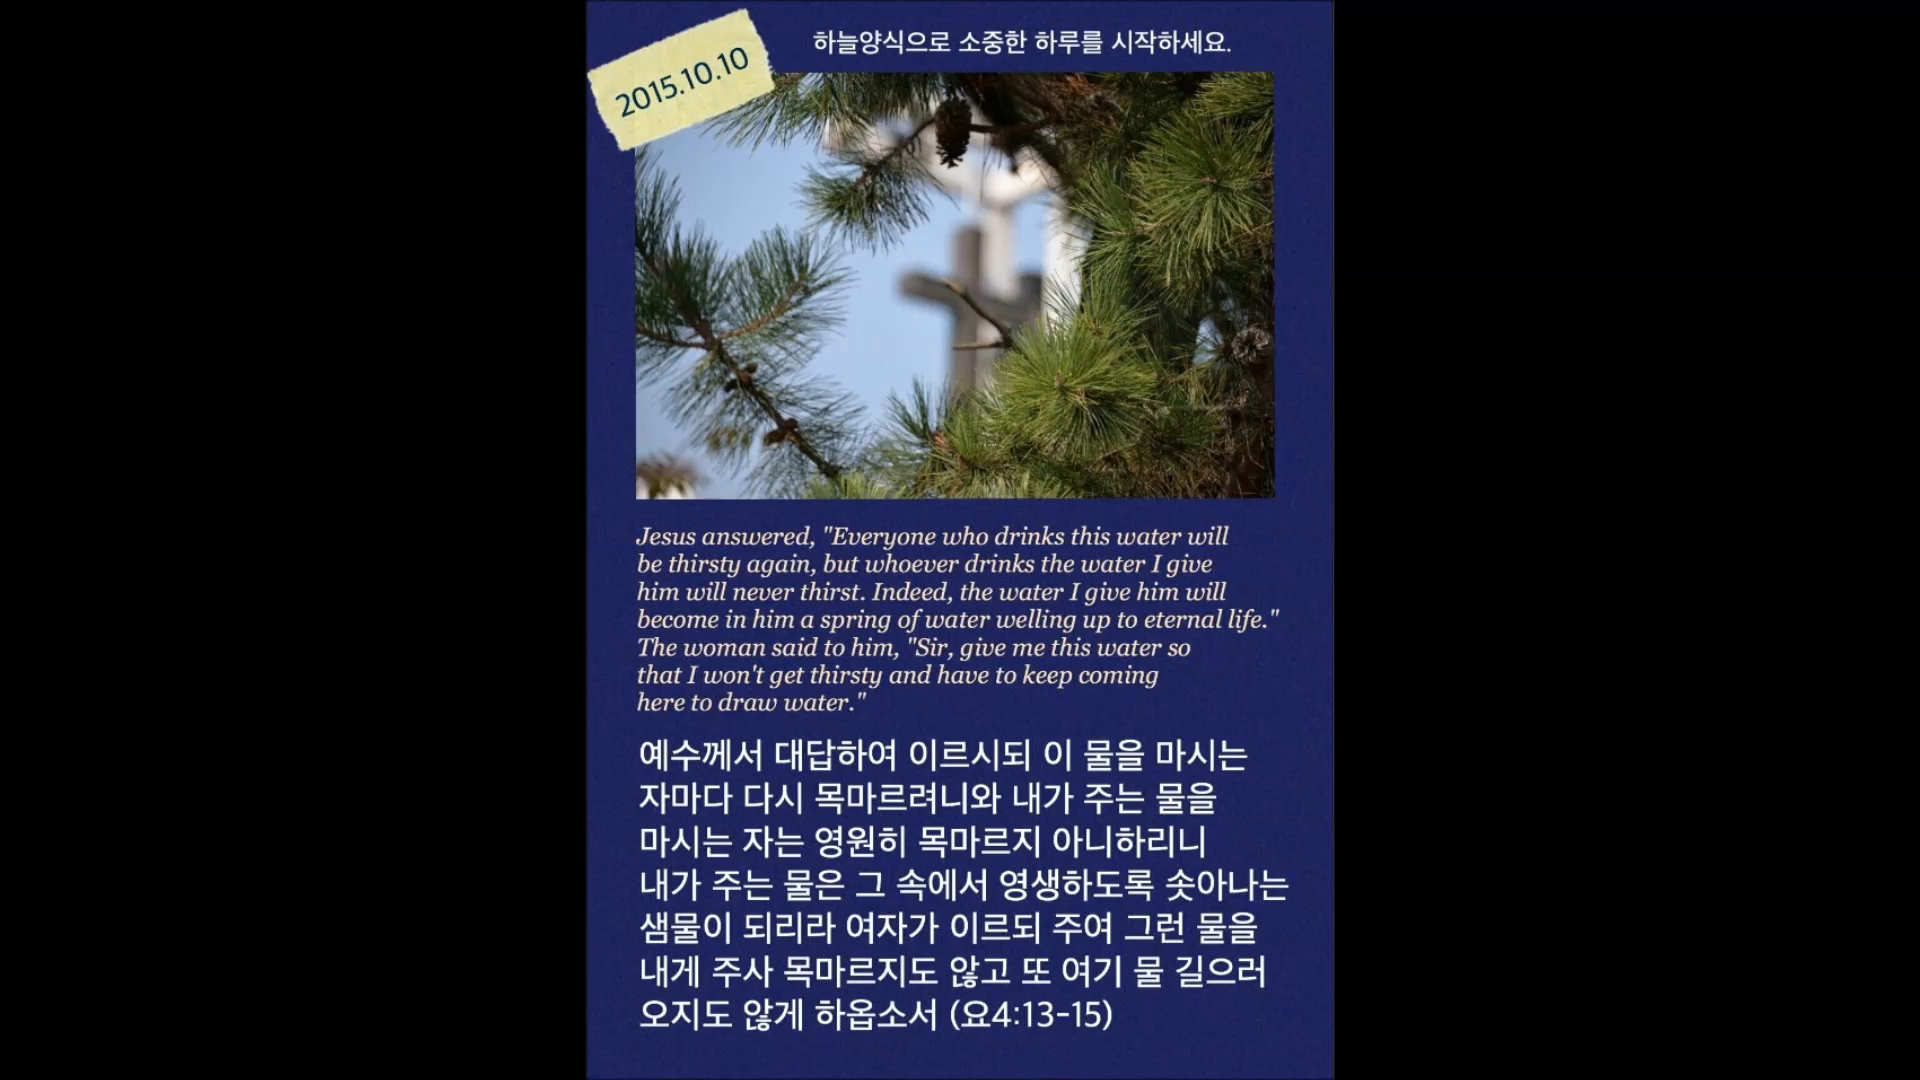 2015.10.10
하늘양식으로 소중한 하루를 시작하세요.
Jesus answered, "Everyone who drinks this water will
be thirsty again, but whoever drinks the water I give
him will never thirst. Indeed, the water I give him will
become in him a spring of water welling up to eternal life."
The woman said to him, "Sir, give me this water so
that I won't get thirsty and have to keep coming
here to draw water."
예수께서 대답하여 이르시되 이 물을 마시는
자마다 다시 목마르려니와 내가 주는 물을
마시는 자는 영원히 목마르지 아니하리니
내가 주는 물은 그 속에서 영생하도록 솟아나는
샘물이 되리라 여자가 이르되 주여 그런 물을
내게 주사 목마르지도 않고 또 여기 물 길으러
오지도 않게 하옵소서 (요4:13-15)